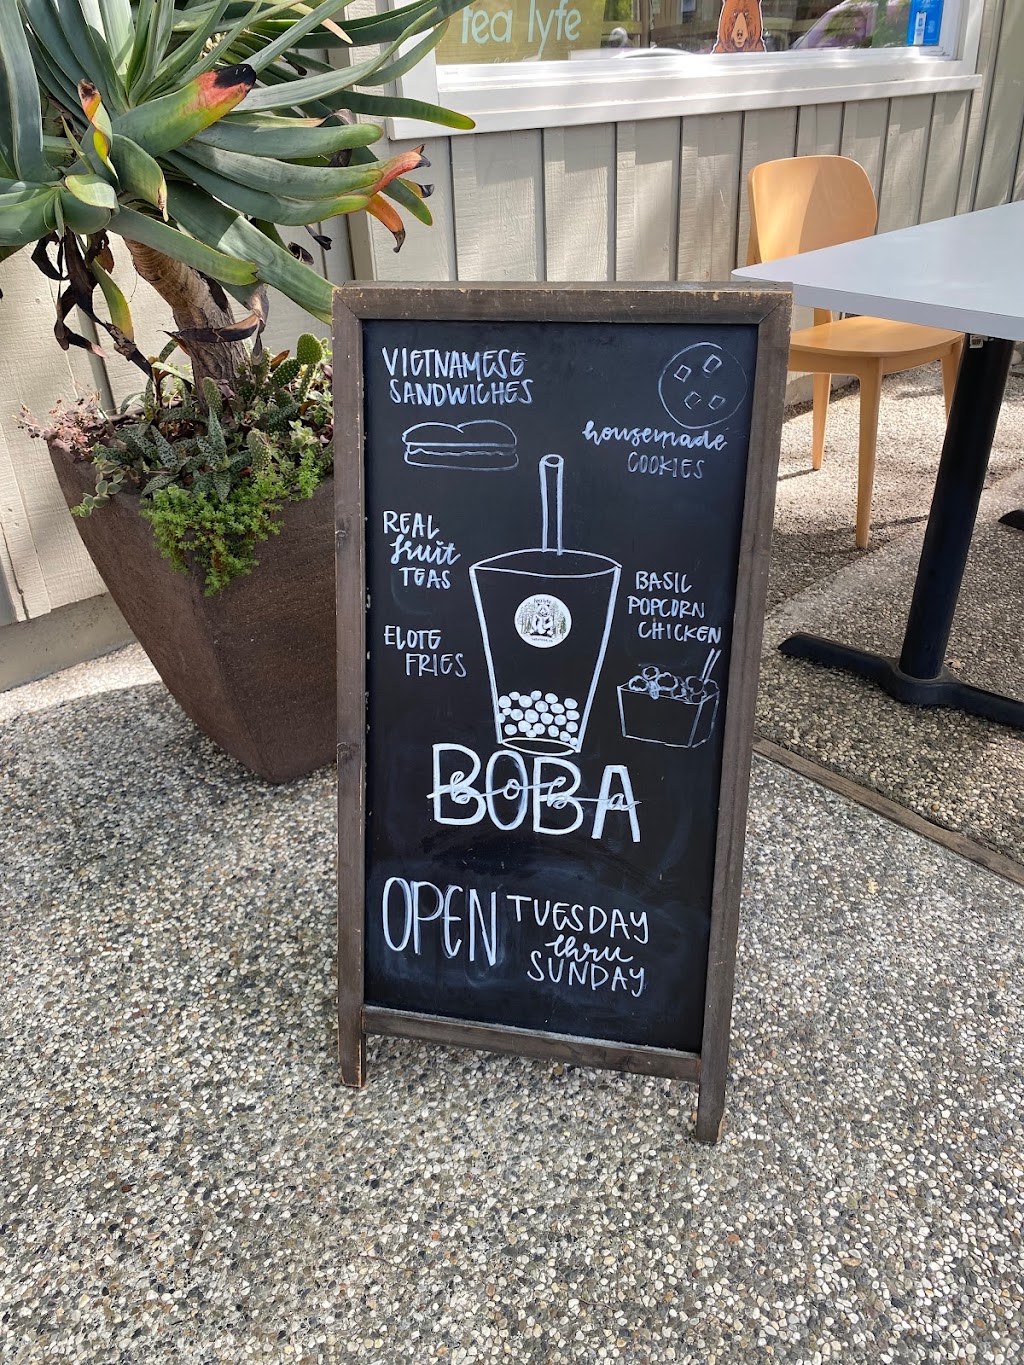 tea lyfe
VIETNAMESE
SANDWICHES
housemade
COOKIES
REAL
fruit
TEAS
ELOTE
FRIES
BASIL
POPCORN
CHICKEN
BOBA
boba
OPEN TUESDAY
thru
SUNDAY